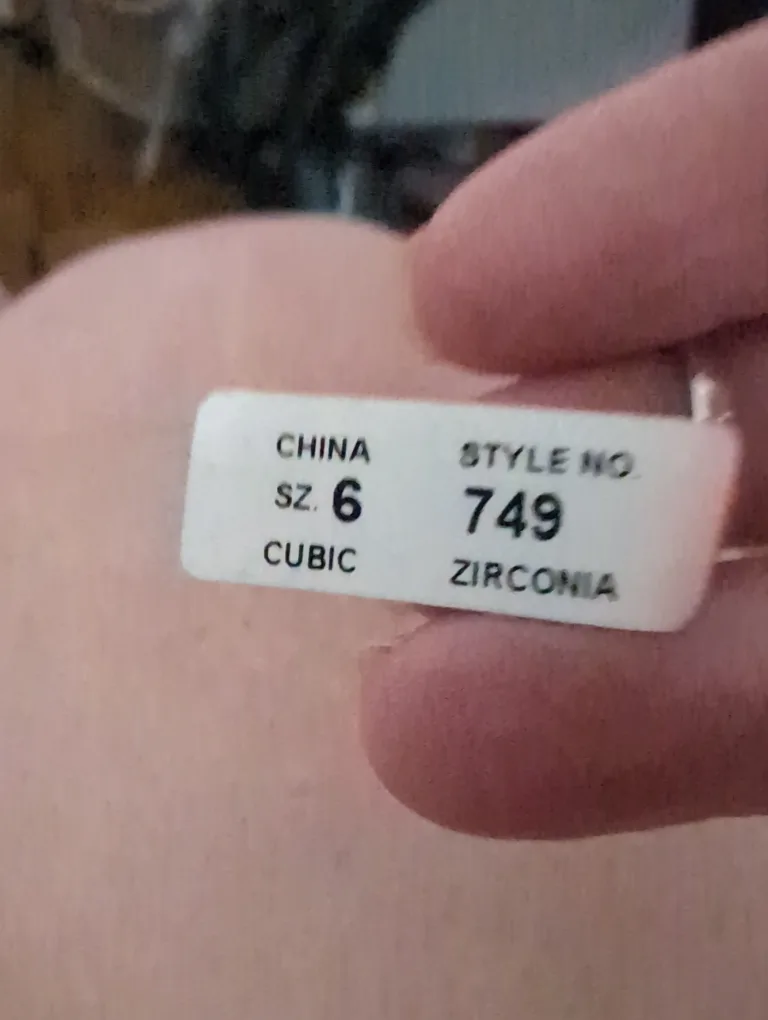 CHINA STYLE NO.
SZ. 6 749
CUBIC ZIRCONIA